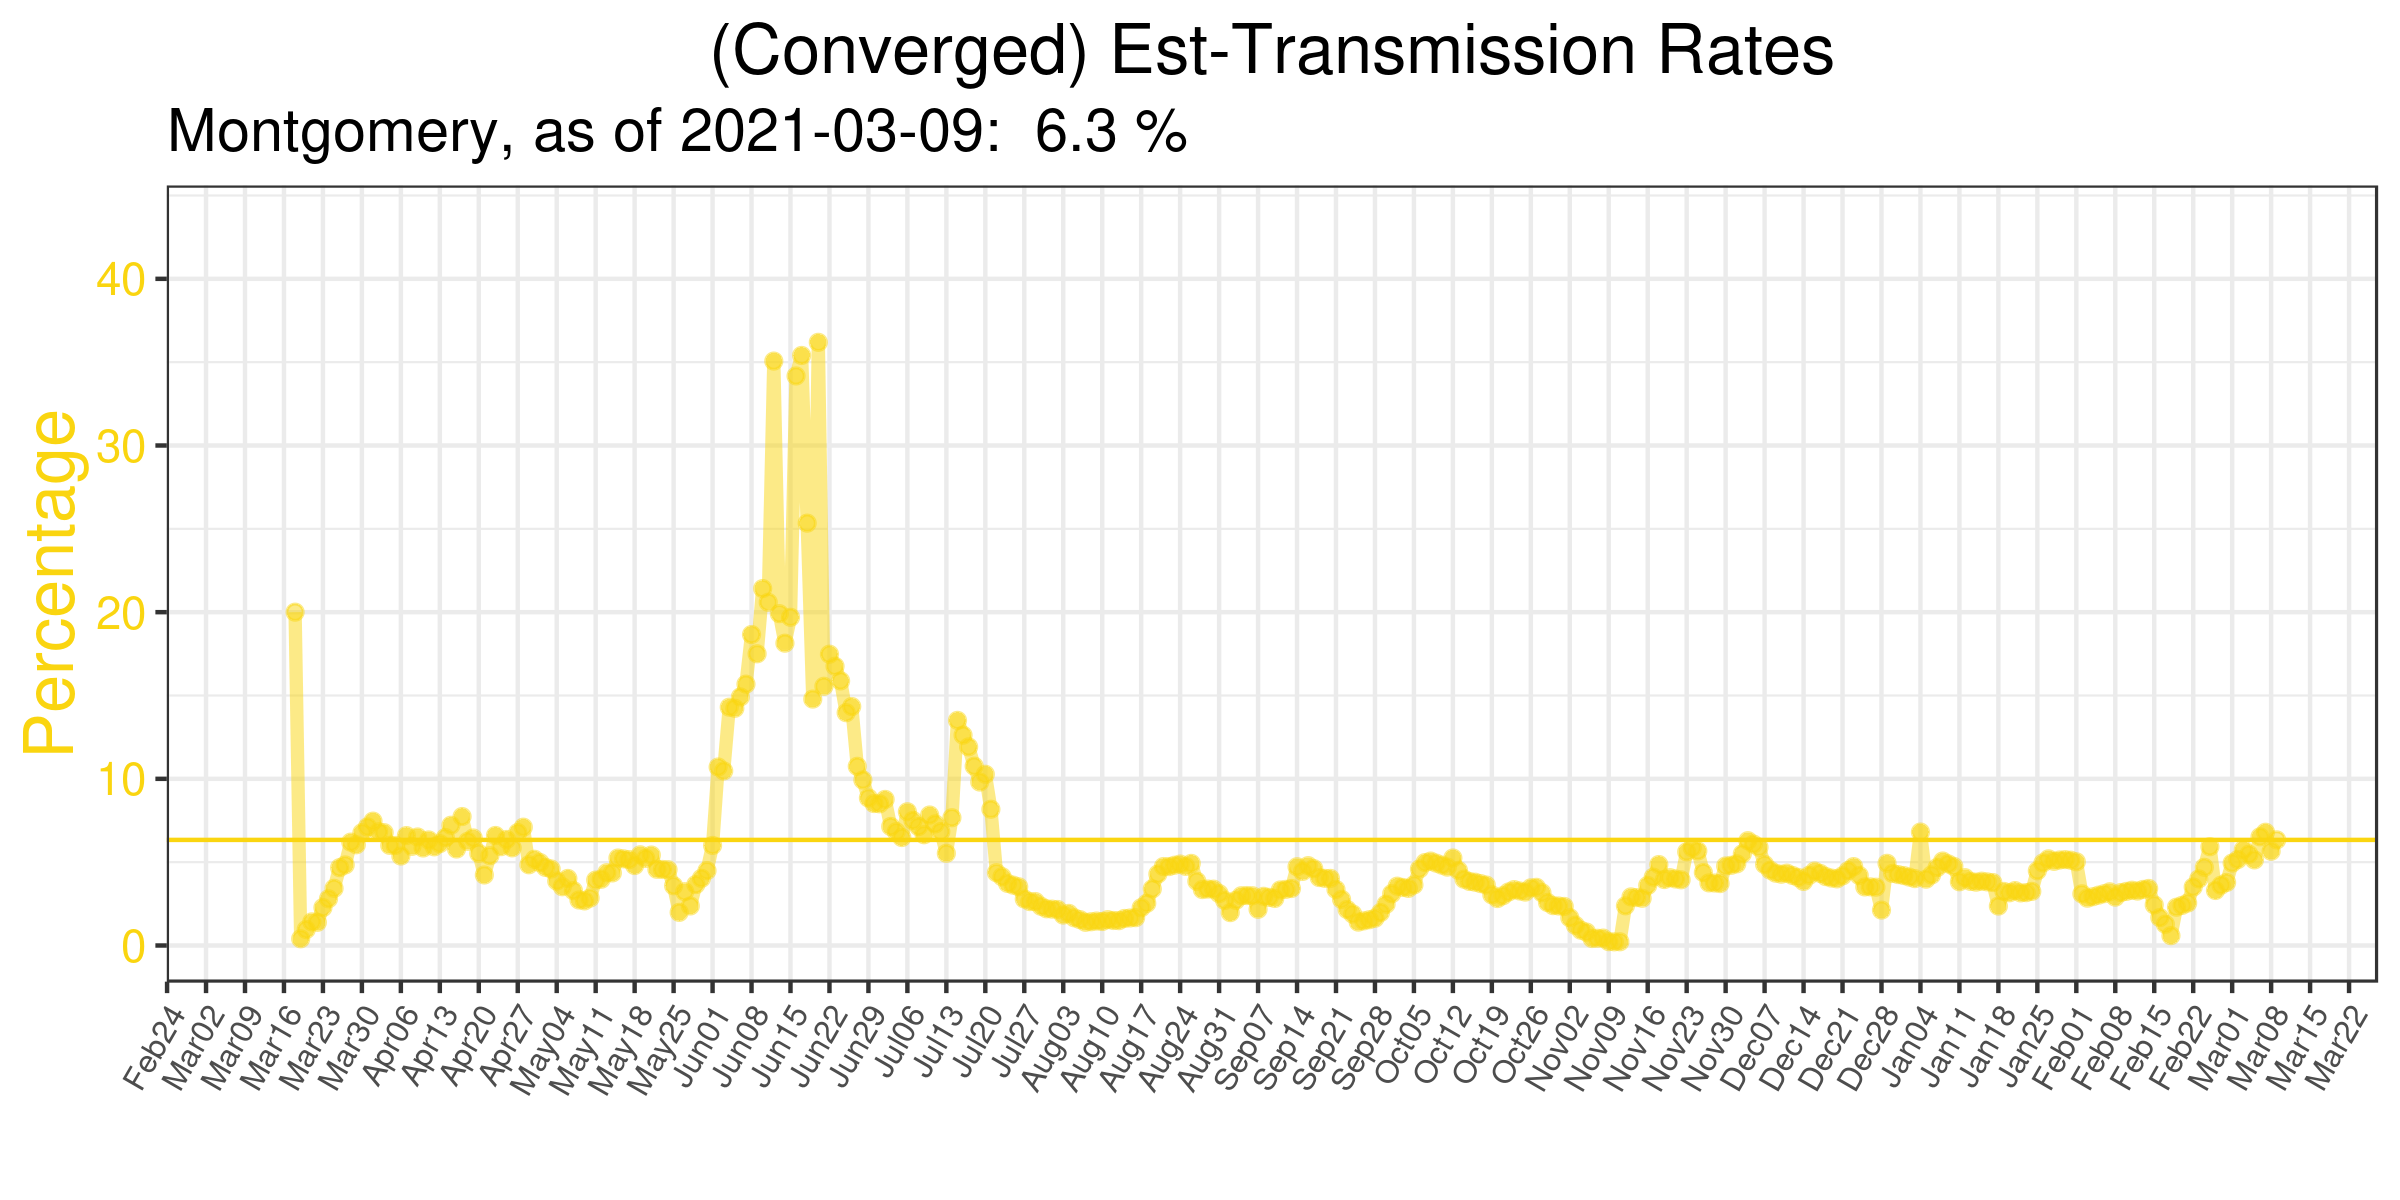 (Converged) Est-Transmission Rates
Montgomery, as of 2021-03-09:  6.3 %
Percentage
40
30
20
10
0
Feb24
Mar02
Mar09
Mar16
Mar23
Mar30
Apr06
Apr13
Apr20
Apr27
May04
May11
May18
May25
Jun01
Jun08
Jun15
Jun22
Jun29
Jul06
Jul13
Jul20
Jul27
Aug03
Aug10
Aug17
Aug24
Aug31
Sep07
Sep14
Sep21
Sep28
Oct05
Oct12
Oct19
Oct26
Nov02
Nov09
Nov16
Nov23
Nov30
Dec07
Dec14
Dec21
Dec28
Jan04
Jan11
Jan18
Jan25
Feb01
Feb08
Feb15
Feb22
Mar01
Mar08
Mar15
Mar22